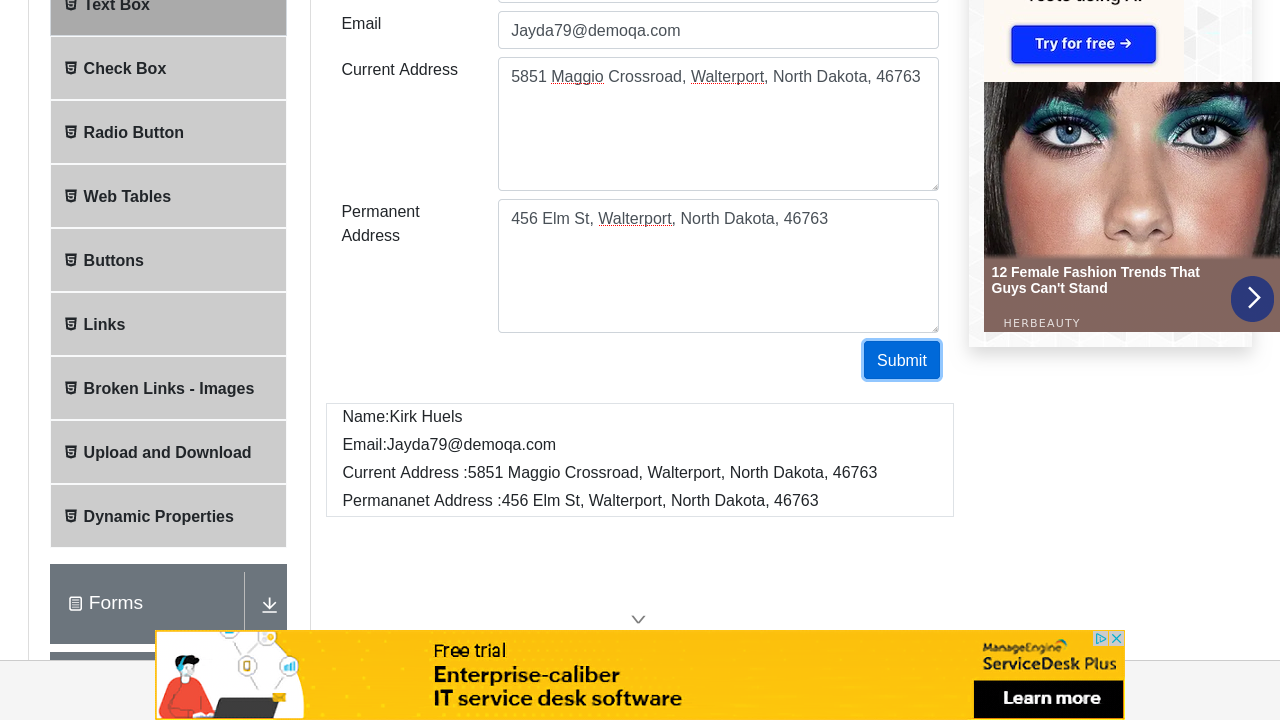 Text Box
Check Box
Radio Button
Web Tables
Buttons
Links
Broken Links - Images
Upload and Download
Dynamic Properties
Forms
Email
Jayda79@demoqa.com
Current Address
5851 Maggio Crossroad, Walterport, North Dakota, 46763
Permanent
Address
456 Elm St, Walterport, North Dakota, 46763
Submit
Name:Kirk Huels
Email:Jayda79@demoqa.com
Current Address :5851 Maggio Crossroad, Walterport, North Dakota, 46763
Permananet Address :456 Elm St, Walterport, North Dakota, 46763
Try for free →
12 Female Fashion Trends That
Guys Can't Stand
HERBEAUTY
Free trial
Enterprise-caliber
IT service desk software
ManageEngine
ServiceDesk Plus
Learn more